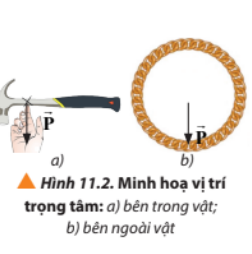 P
P
a) b)
▲ Hình 11.2. Minh hoạ vị trí
trọng tâm: a) bên trong vật;
b) bên ngoài vật